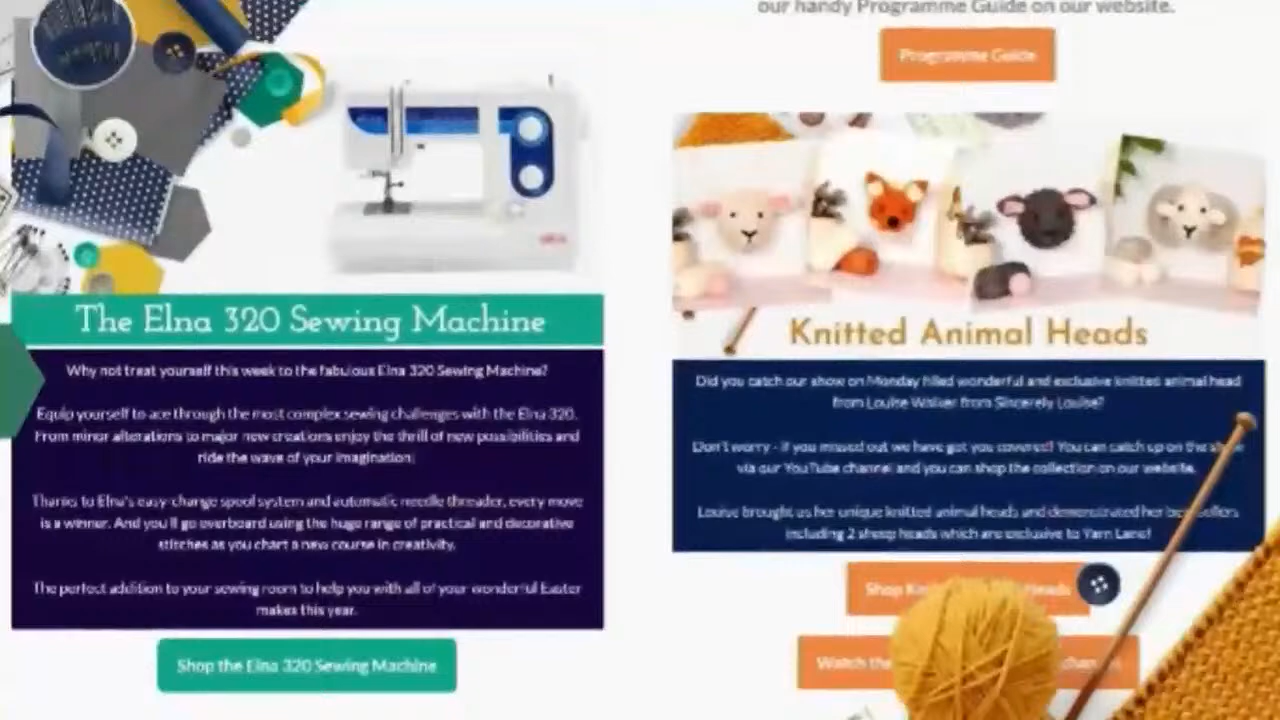 The Elna 320 Sewing Machine
Why not treat yourself this week to the fabulous Elna 320 Sewing Machine?
Equip yourself to ace through the most complex sewing challenges with the Elna 320.
From minor alterations to major new creations enjoy the thrill of new possibilities and
ride the wave of your imagination!
Thanks to Elna's easy-change spool system and automatic needle threader, every move
is a winner. And you'll go overboard using the huge range of practical and decorative
stitches as you chart a new course in creativity.
The perfect addition to your sewing room to help you with all of your wonderful Easter
makes this year.
Shop the Elna 320 Sewing Machine
our handy Programme Guide on our website.
Programme Guide
Knitted Animal Heads
Did you catch our show on Monday filled wonderful and exclusive knitted animal head
from Louise Walker from Sincerely Louise?
Don't worry - if you missed out we have got you covered! You can catch up on the show
via our YouTube channel and you can shop the collection on our website.
Louise brought us her unique knitted animal heads and demonstrated her best sellers
including 2 sheep heads which are exclusive to Yarn Lane!
Shop Heads
Watch the